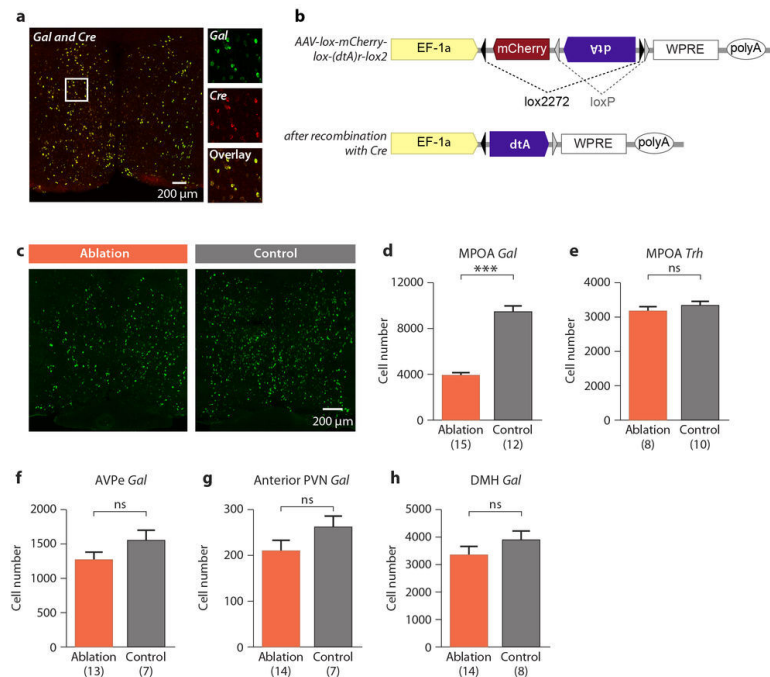 a
Gal and Cre
200 µm
Gal
Cre
Overlay
200 µm
b
AAV-lox-mCherry-
lox-(dtA)r-lox2
EF-1a
mCherry
dtA
WPRE
polyA
lox2272
loxP
after recombination
with Cre
EF-1a
dtA
WPRE
polyA
c
Ablation
Control
200 µm
d
MPOA Gal
***
Cell number
12000
8000
4000
0
Ablation
(15)
Control
(12)
e
MPOA Trh
ns
Cell number
4000
3000
3000
2000
0
Ablation
(8)
Control
(10)
f
AVPe Gal
ns
Cell number
2000
1500
1000
500
0
Ablation
(13)
Control
(7)
g
Anterior PVN Gal
ns
Cell number
300
200
100
0
Ablation
(14)
Control
(7)
h
DMH Gal
ns
Cell number
5000
4000
3000
2000
1000
0
Ablation
(14)
Control
(8)